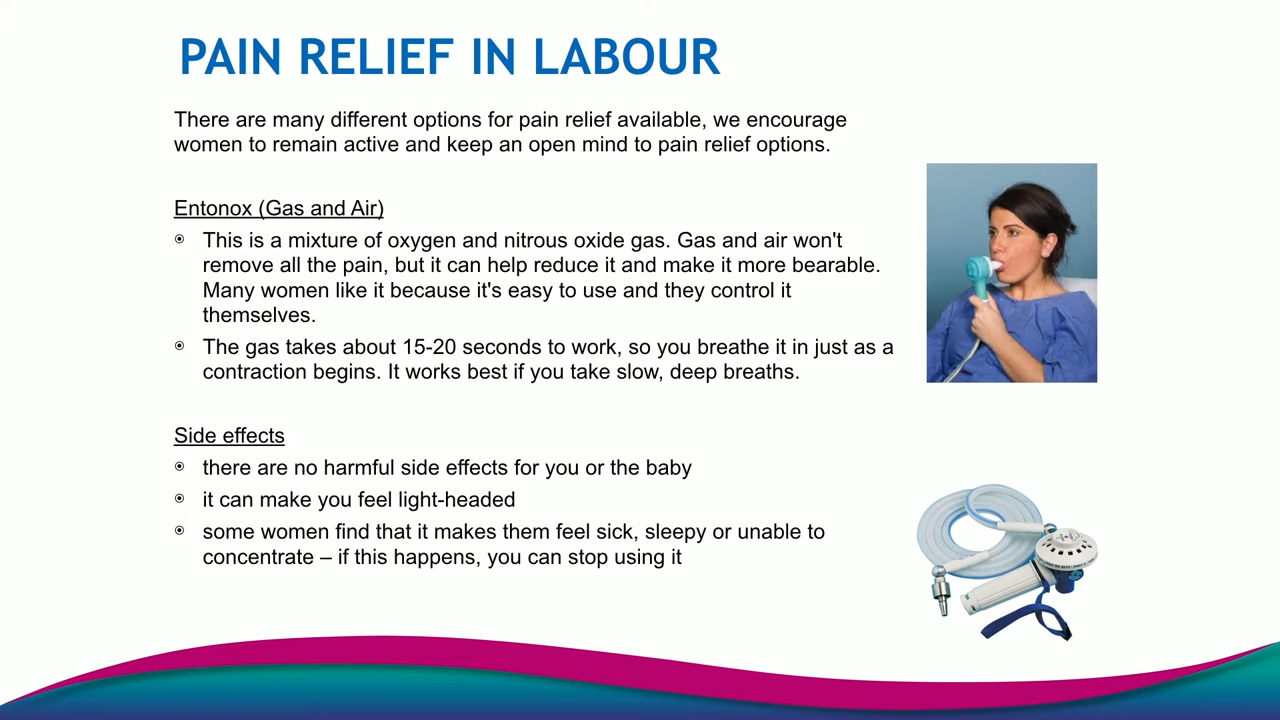 PAIN RELIEF IN LABOUR
There are many different options for pain relief available, we encourage
women to remain active and keep an open mind to pain relief options.
Entonox (Gas and Air)
This is a mixture of oxygen and nitrous oxide gas. Gas and air won't
remove all the pain, but it can help reduce it and make it more bearable.
Many women like it because it's easy to use and they control it
themselves.
The gas takes about 15-20 seconds to work, so you breathe it in just as a
contraction begins. It works best if you take slow, deep breaths.
Side effects
there are no harmful side effects for you or the baby
it can make you feel light-headed
some women find that it makes them feel sick, sleepy or unable to
concentrate – if this happens, you can stop using it